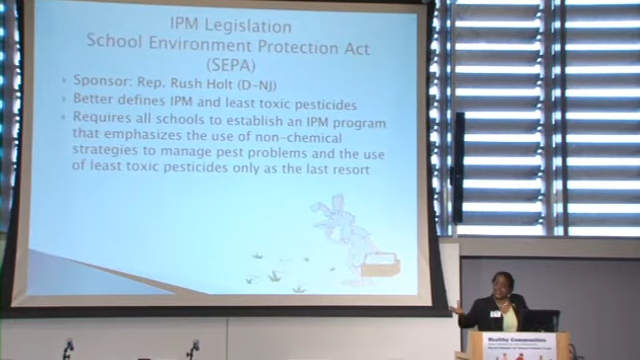 IPM Legislation
School Environment Protection Act
(SEPA)
Sponsor: Rep. Rush Holt (D-NJ)
Better defines IPM and least toxic pesticides
Requires all schools to establish an IPM program
that emphasizes the use of non-chemical
strategies to manage pest problems and the use
of least toxic pesticides only as the last resort
Healthy Communities